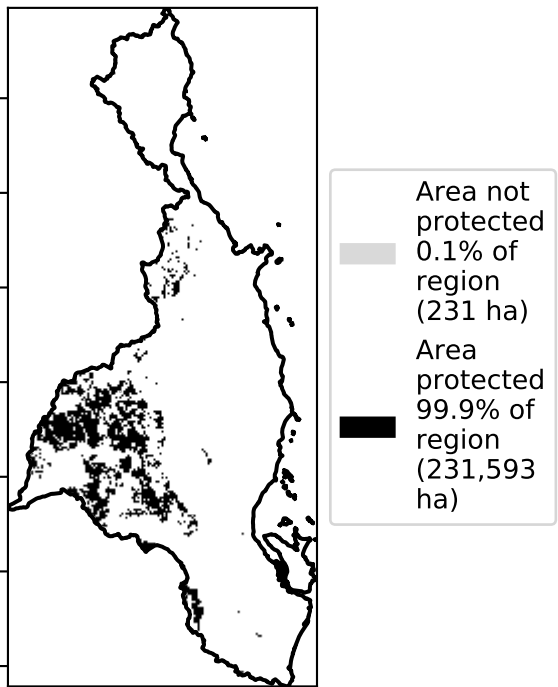 Area not
protected
0.1% of
region
(231 ha)
Area
protected
99.9% of
region
(231,593
ha)